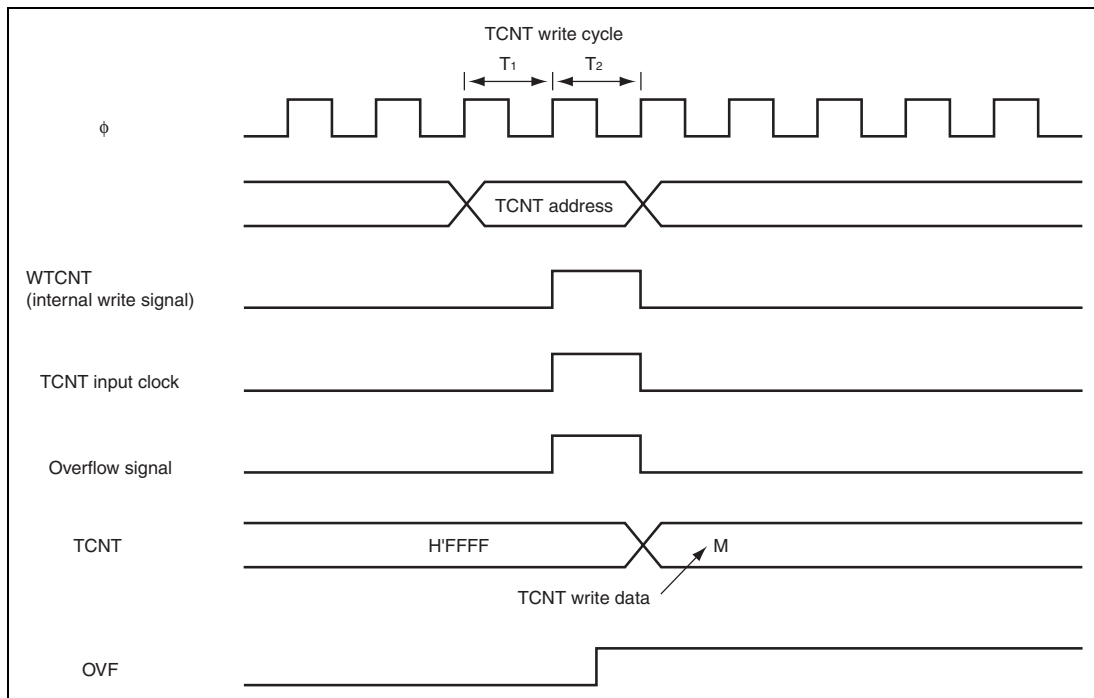 TCNT write cycle
T1 T2
ϕ
TCNT address
WTCNT
(internal write signal)
TCNT input clock
Overflow signal
TCNT H'FFFF M
TCNT write data
OVF